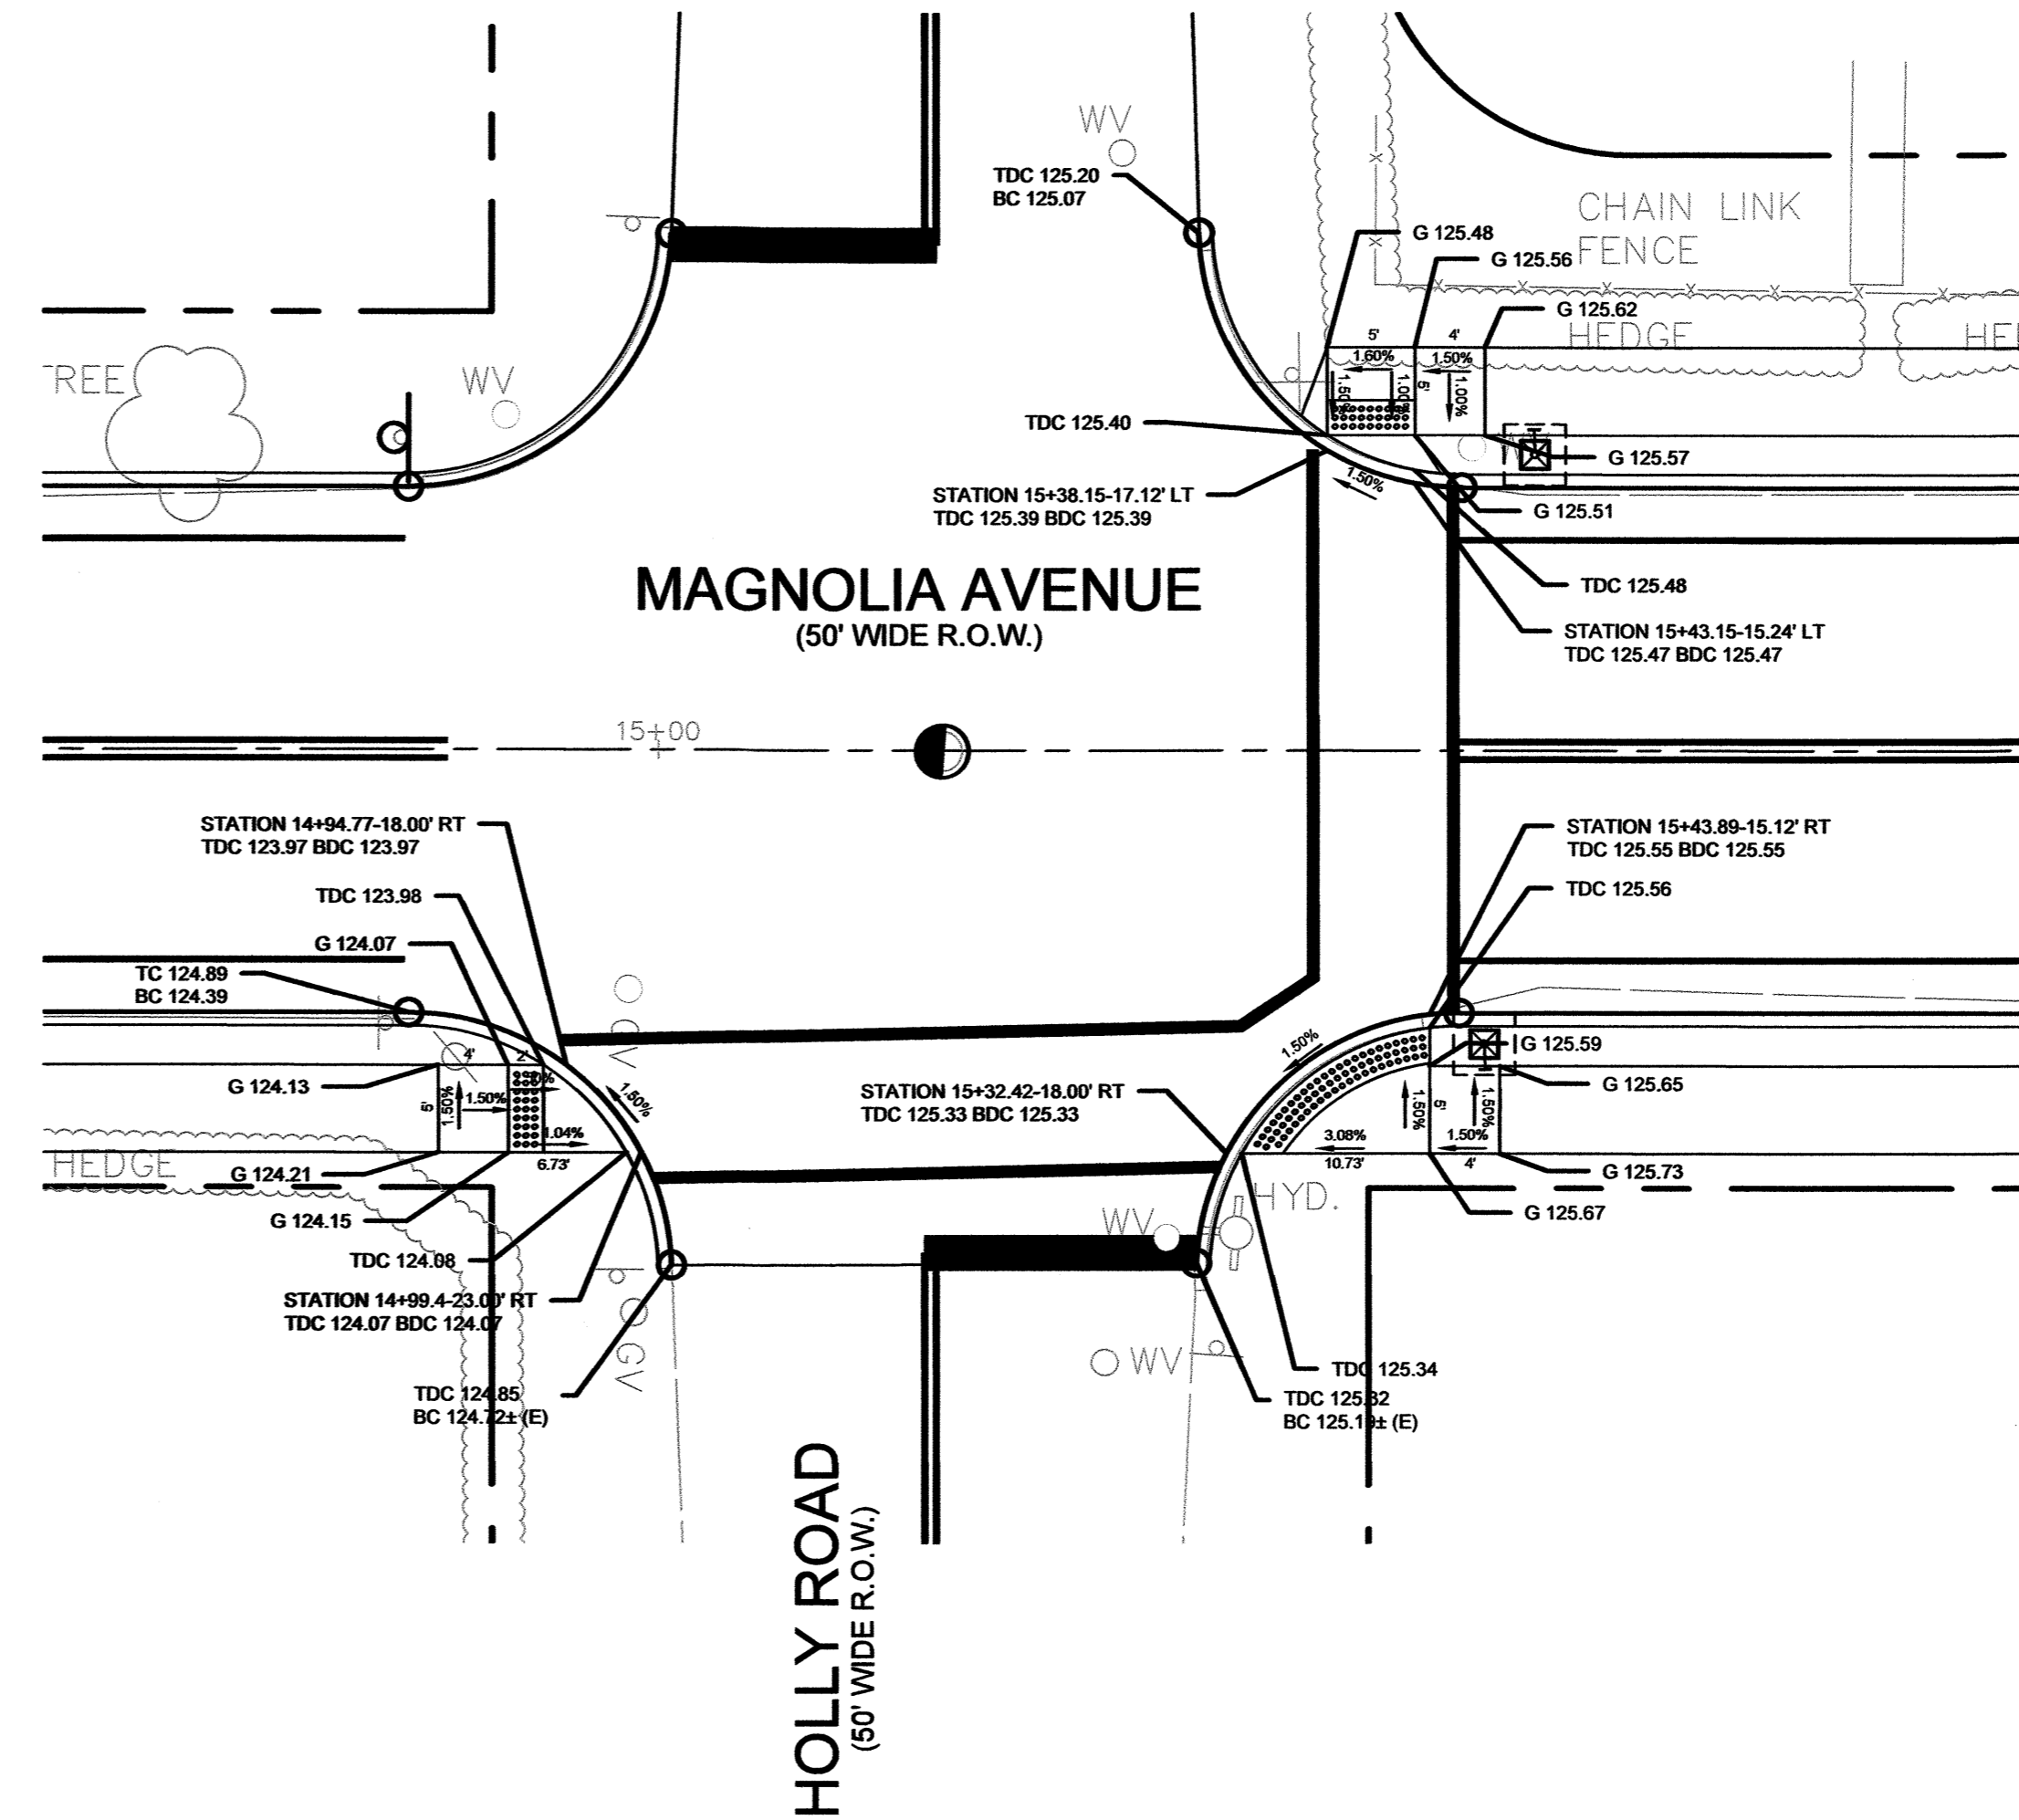 WV
TDC 125.20
BC 125.07
CHAIN LINK
FENCE
G 125.48
G 125.56
G 125.62
HEDGE
5'
4'
1.60%
1.50%
1.50%
1.00%
5'
1.00%
TREE
WV
TDC 125.40
G 125.57
1.50%
STATION 15+38.15-17.12' LT
TDC 125.39 BDC 125.39
G 125.51
MAGNOLIA AVENUE
(50' WIDE R.O.W.)
TDC 125.48
STATION 15+43.15-15.24' LT
TDC 125.47 BDC 125.47
15+00
STATION 14+94.77-18.00' RT
TDC 123.97 BDC 123.97
STATION 15+43.89-15.12' RT
TDC 125.55 BDC 125.55
TDC 123.98
TDC 125.56
G 124.07
TC 124.89
BC 124.39
GV
4'
2'
1.50%
G 125.59
G 124.13
1.50%
1.50%
5'
1.50%
STATION 15+32.42-18.00' RT
TDC 125.33 BDC 125.33
G 125.65
1.50%
5'
1.50%
1.04%
6.73'
3.08%
10.73'
1.50%
4'
HEDGE
G 124.21
G 125.73
G 124.15
HYD.
WV
G 125.67
TDC 124.08
STATION 14+99.4-23.00' RT
TDC 124.07 BDC 124.07
GV
WV
TDC 125.34
TDC 124.85
BC 124.72± (E)
TDC 125.32
BC 125.19± (E)
HOLLY ROAD
(50' WIDE R.O.W.)